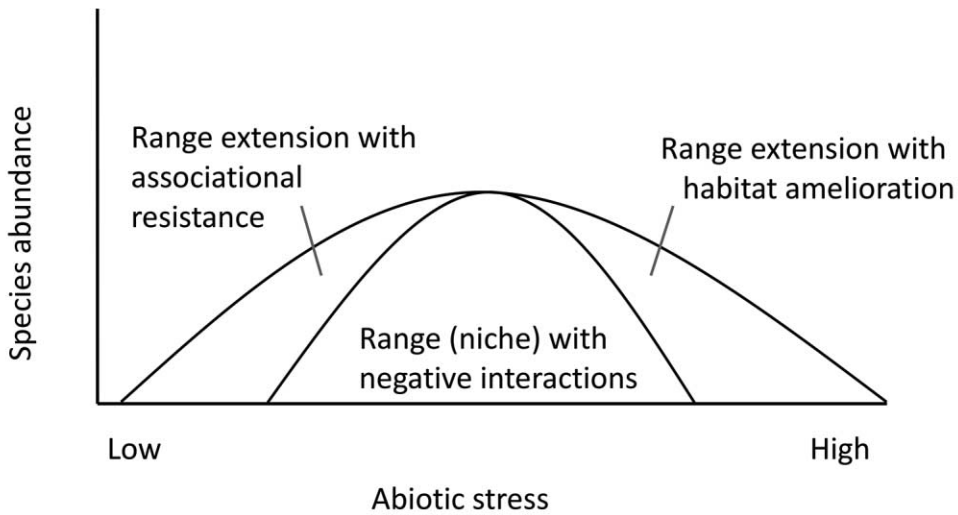 Species abundance
Range extension with
associational
resistance
Range extension with
habitat amelioration
Range (niche) with
negative interactions
Low
High
Abiotic stress